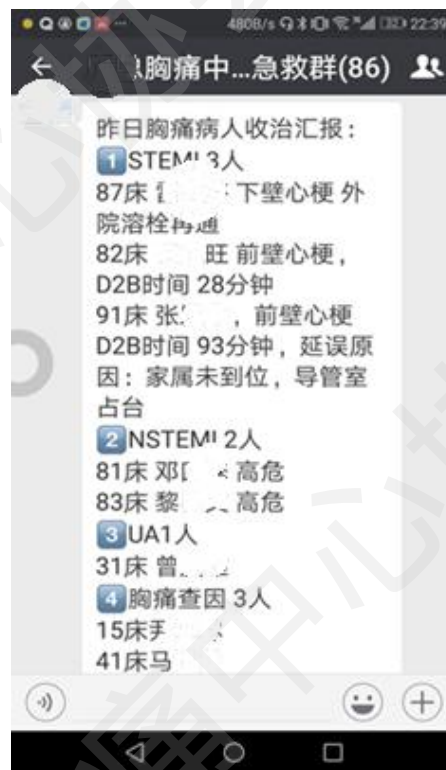 480B/s 22:39
胸痛中...急救群(86)
昨日胸痛病人收治汇报：
1 STEMI 3人
87床 下壁心梗 外
院溶栓再通
82床 旺 前壁心梗，
D2B时间 28分钟
91床 张 ，前壁心梗
D2B时间 93分钟，延误原
因：家属未到位，导管室
占台
2 NSTEMI 2人
81床 邓 高危
83床 黎 高危
3 UA1人
31床 曾
4 胸痛查因 3人
15床
41床马